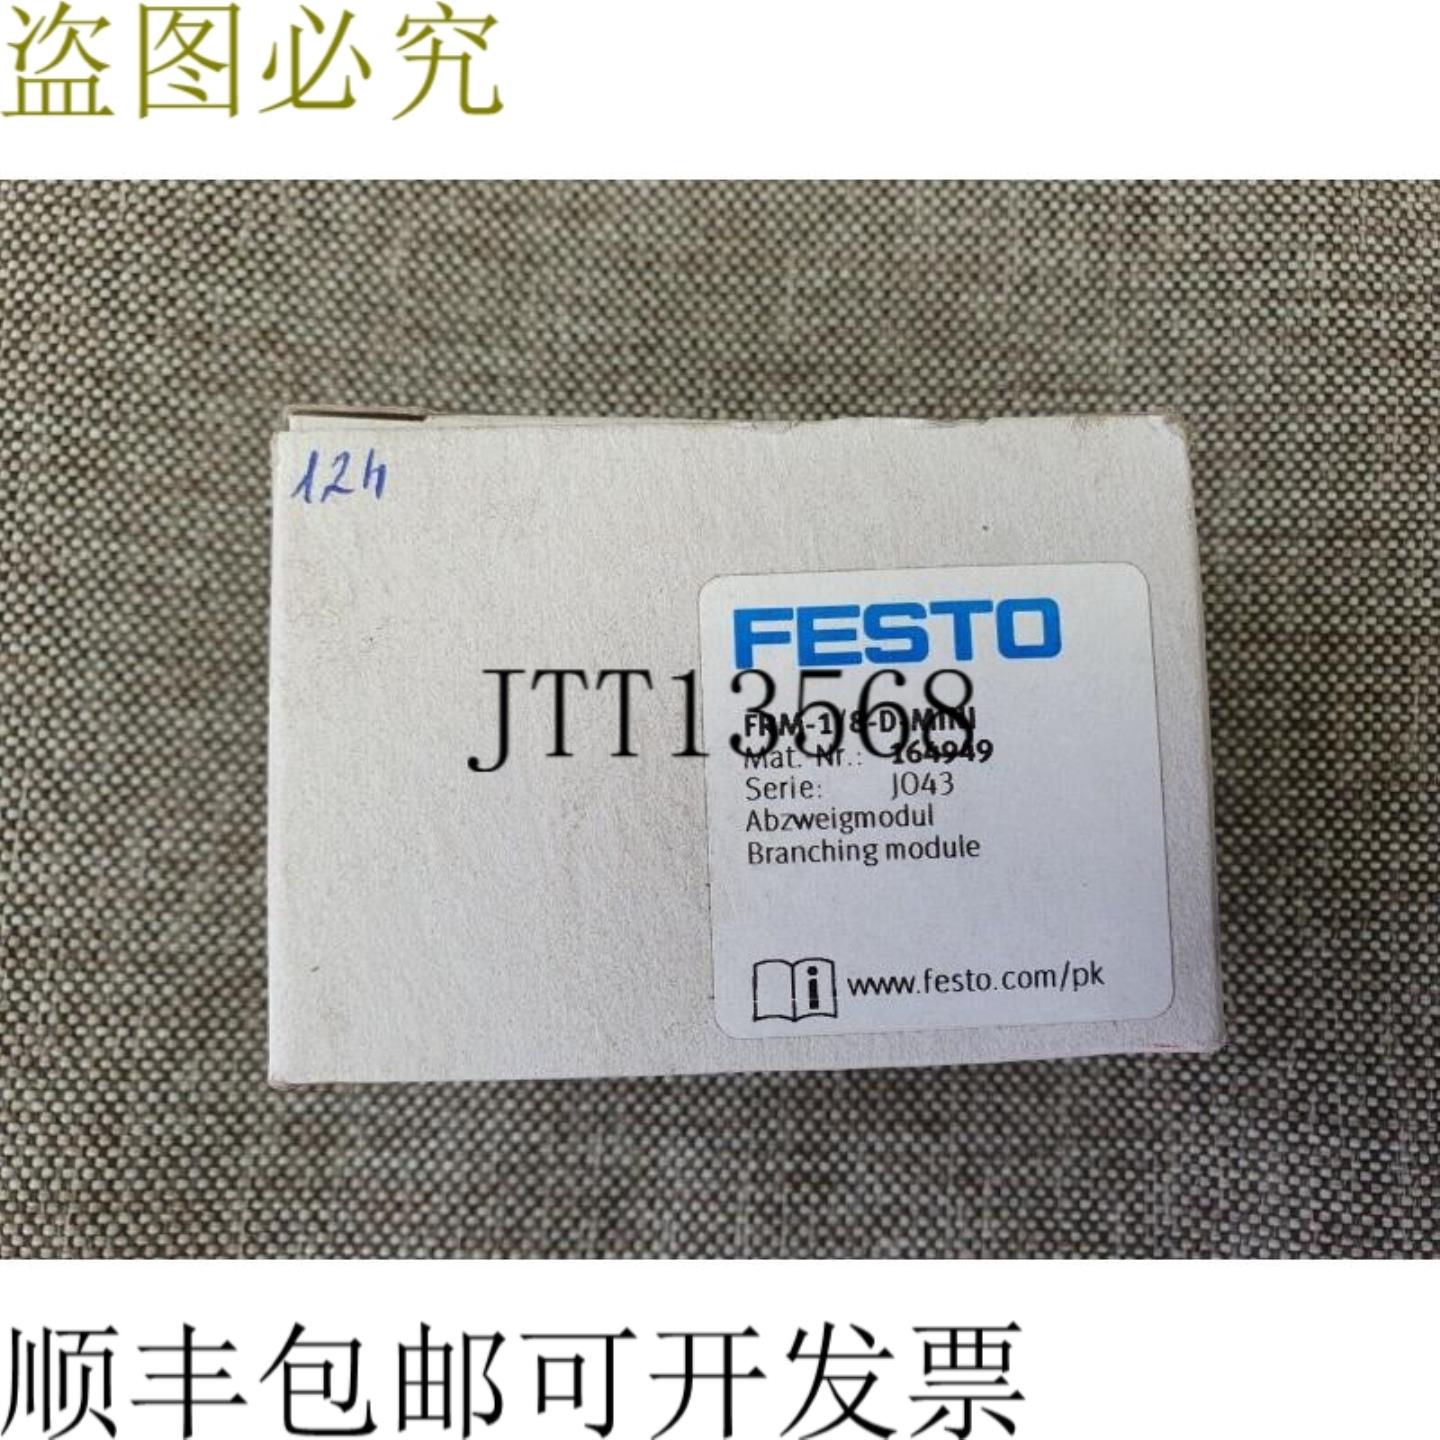 盗图必究
124
FESTO
JTT13568
FRM-1/8-D-MINI
Mat. Nr.: 164949
Serie: J043
Abzweigmodul
Branching module
i www.festo.com/pk
顺丰包邮可开发票